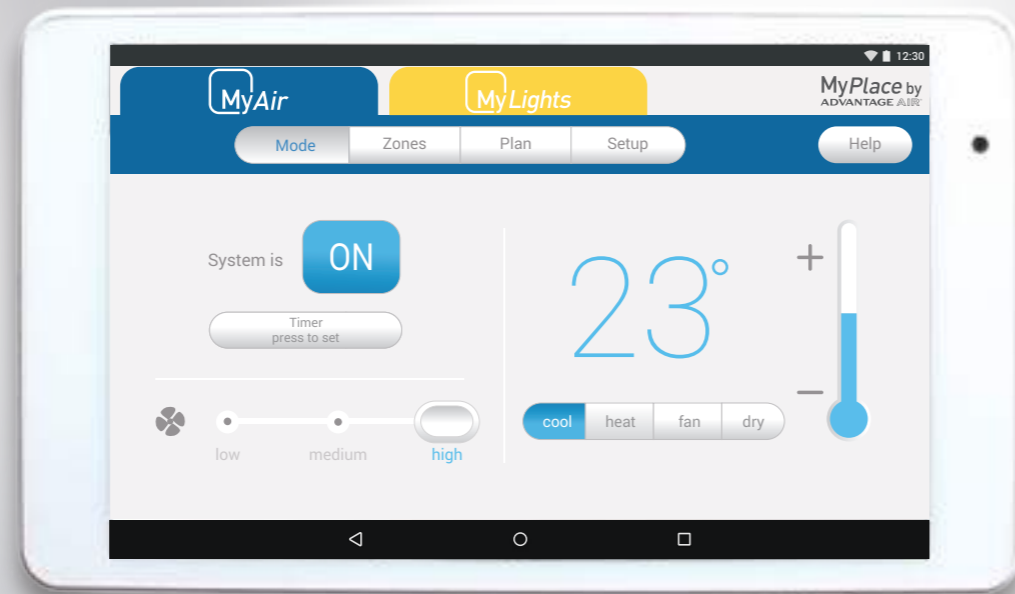 12:30
MyAir
MyLights
MyPlace by
ADVANTAGE AIR
Mode
Zones
Plan
Setup
Help
System is
ON
Timer
press to set
low
medium
high
23°
+
−
cool
heat
fan
dry